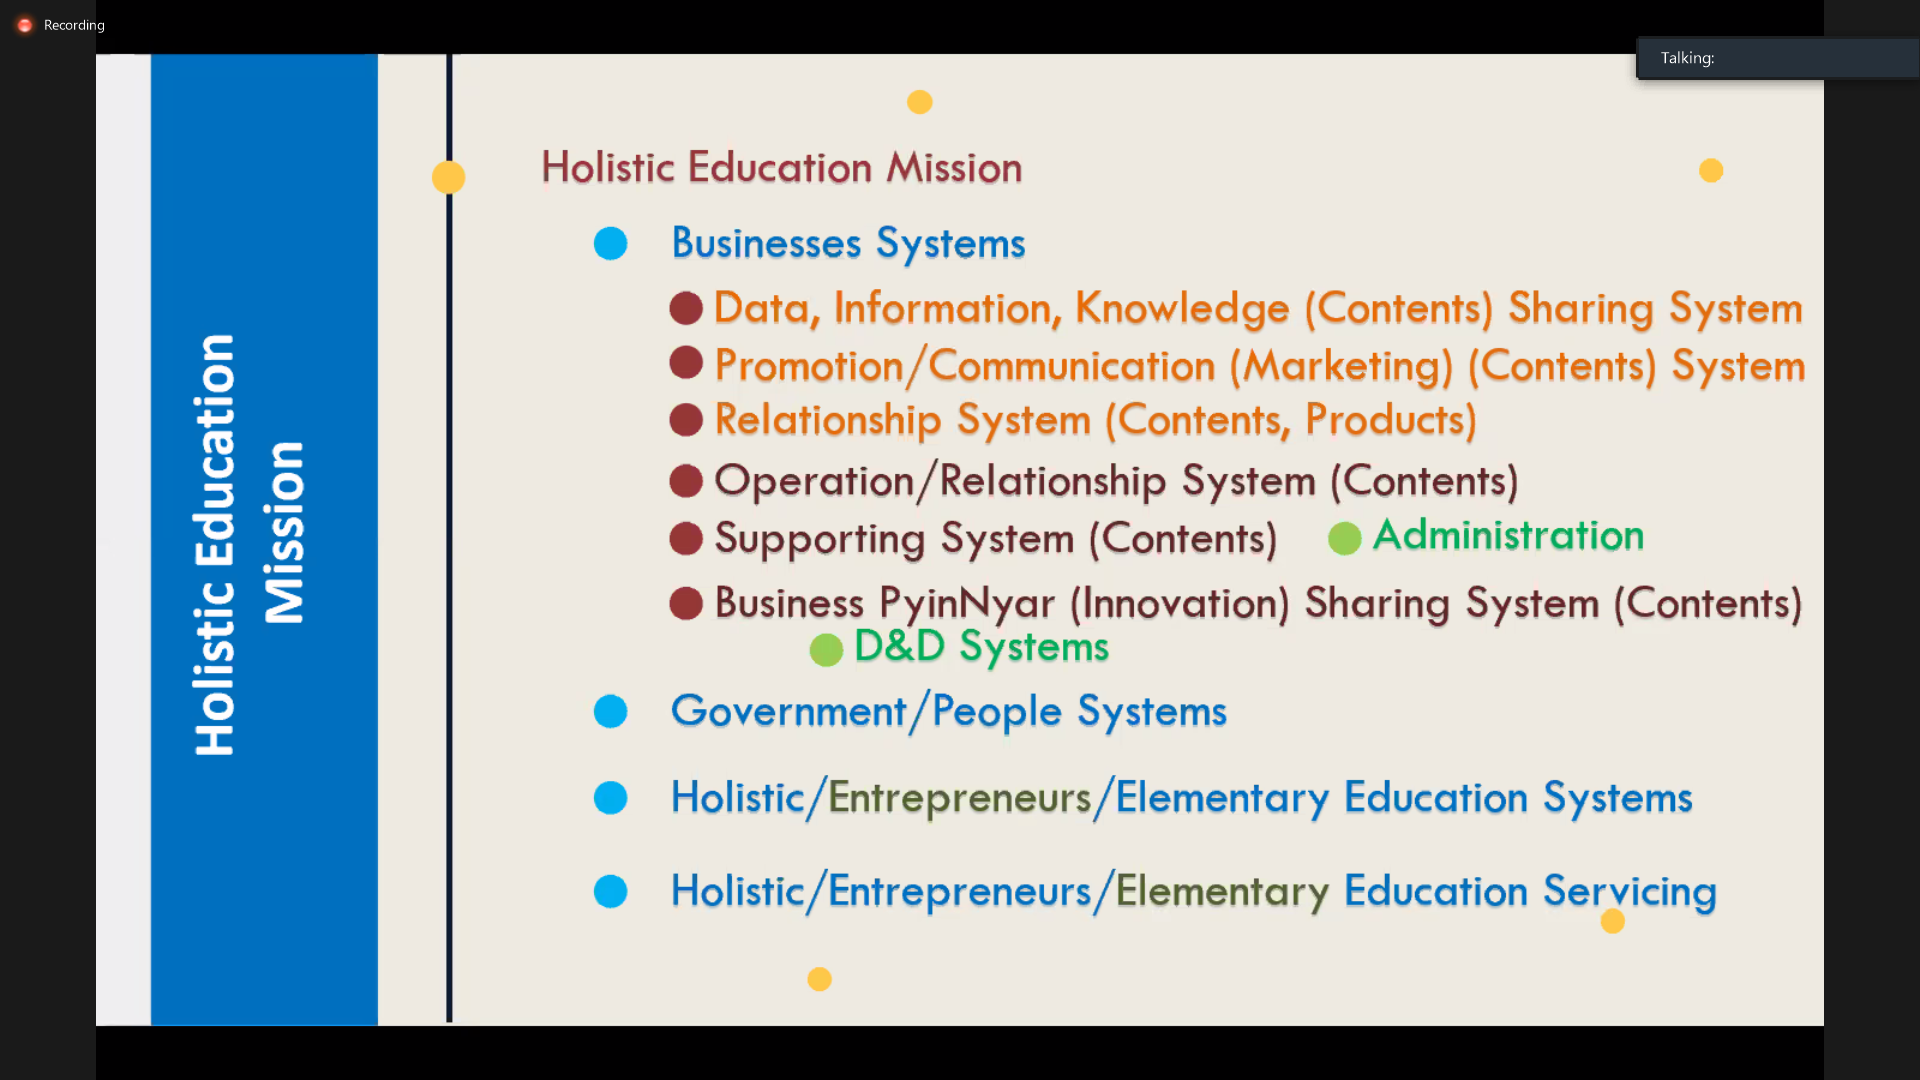 Recording
Talking:
Holistic Education
Mission
Holistic Education Mission
Businesses Systems
Data, Information, Knowledge (Contents) Sharing System
Promotion/Communication (Marketing) (Contents) System
Relationship System (Contents, Products)
Operation/Relationship System (Contents)
Supporting System (Contents) Administration
Business PyinNyar (Innovation) Sharing System (Contents)
D&D Systems
Government/People Systems
Holistic/Entrepreneurs/Elementary Education Systems
Holistic/Entrepreneurs/Elementary Education Servicing